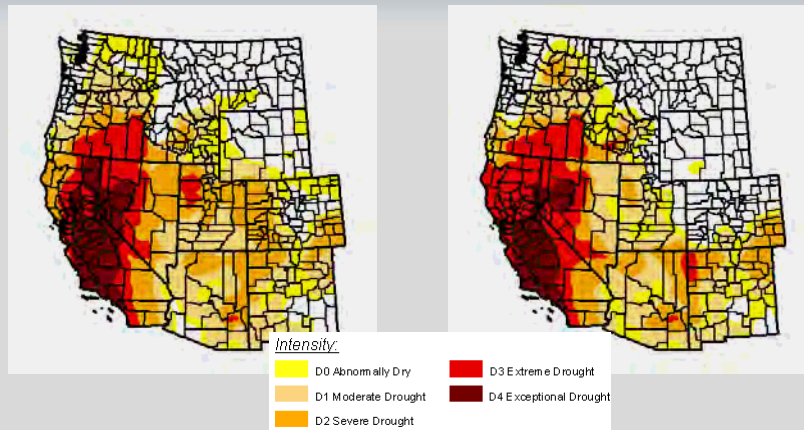 Intensity:
D0 Abnormally Dry
D1 Moderate Drought
D2 Severe Drought
D3 Extreme Drought
D4 Exceptional Drought